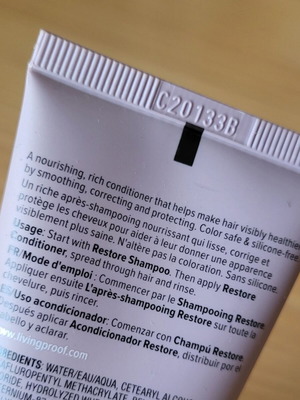 C20133B
A nourishing, rich conditioner that helps make hair visibly healthier
by smoothing, correcting and protecting. Color safe & silicone-free.
Un riche après-shampooing nourrissant qui lisse, corrige et
protège les cheveux pour aider à leur donner une apparence
visiblement plus saine. N'altère pas la coloration. Sans silicone.
Usage: Start with Restore Shampoo. Then apply Restore
Conditioner, spread through hair and rinse.
FR/Mode d'emploi: Commencer par le Shampooing Restore.
Appliquer ensuite L'après-shampooing Restore sur toute la
chevelure, puis rincer.
ES/Uso acondicionador: Comenzar con Champú Restore.
Después aplicar Acondicionador Restore, distribuir por el
cabello y aclarar.
www.livingproof.com
INGREDIENTS: WATER/EAU/AQUA, CETEARYL ALCOHOL
OAFLUOROPENTYL METHACRYLATE,
HYDROLYZED